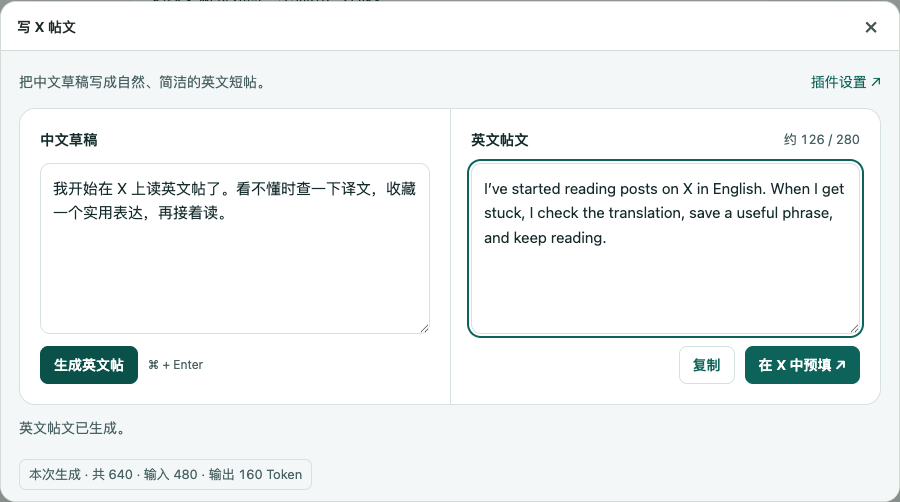 写 X 帖文
把中文草稿写成自然、简洁的英文短帖。
插件设置 ↗
中文草稿
我开始在 X 上读英文帖了。看不懂时查一下译文，收藏
一个实用表达，再接着读。
生成英文帖
⌘ + Enter
英文帖文
约 126 / 280
I’ve started reading posts on X in English. When I get
stuck, I check the translation, save a useful phrase,
and keep reading.
复制
在 X 中预填 ↗
英文帖文已生成。
本次生成 · 共 640 · 输入 480 · 输出 160 Token